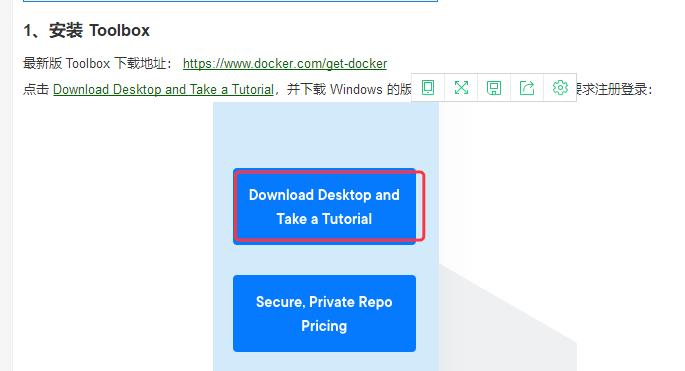 1、安装 Toolbox
最新版 Toolbox 下载地址： https://www.docker.com/get-docker
点击 Download Desktop and Take a Tutorial，并下载 Windows 的版 要求注册登录：
Download Desktop and
Take a Tutorial
Secure, Private Repo
Pricing